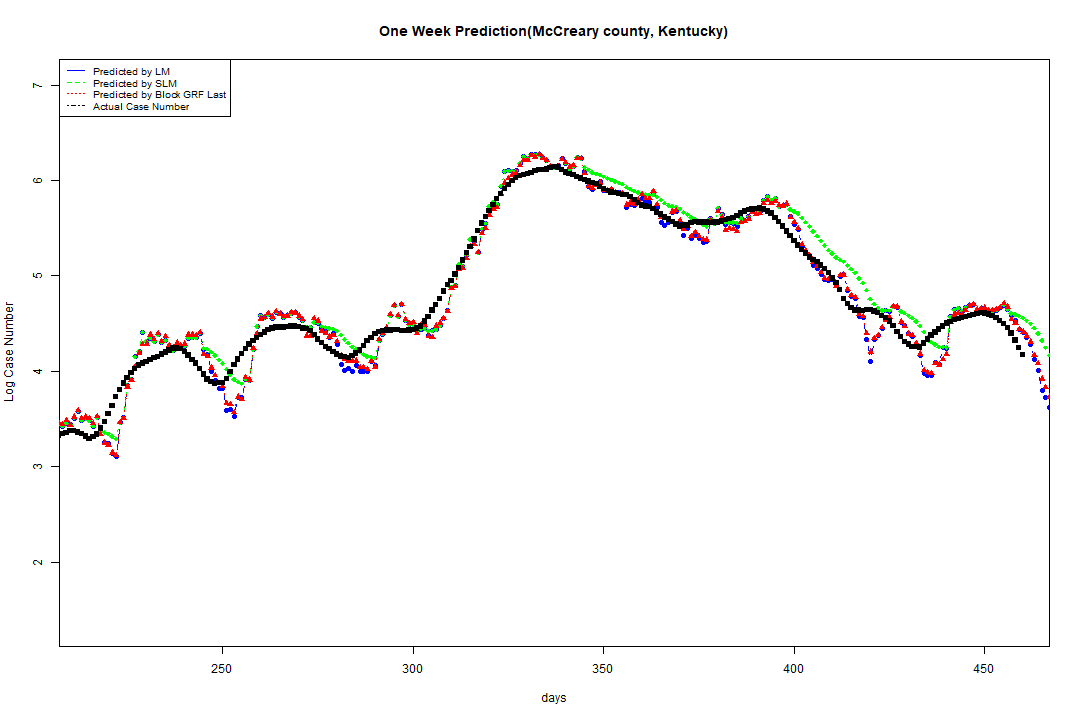 One Week Prediction(McCreary county, Kentucky)
Predicted by LM
Predicted by SLM
Predicted by Block GRF Last
Actual Case Number
7
6
5
4
3
2
Log Case Number
250 300 350 400 450
days